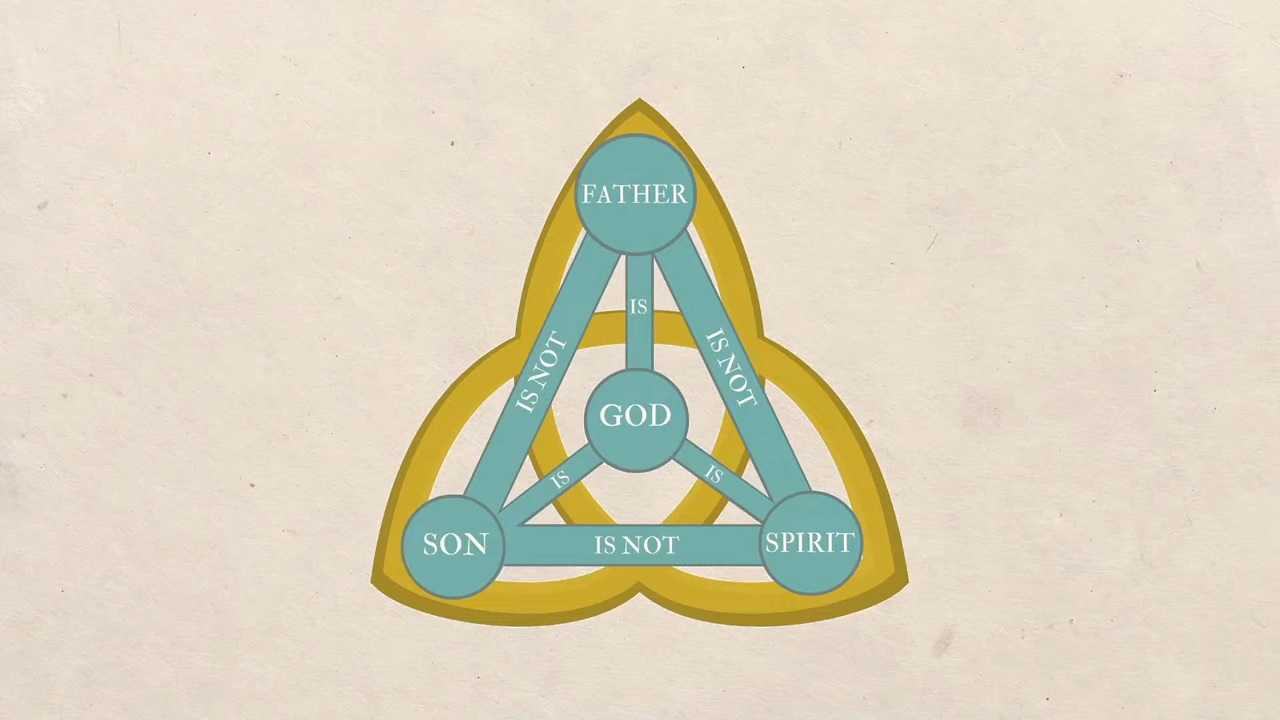 FATHER
IS
IS NOT
IS NOT
GOD
IS
IS
SON
IS NOT
SPIRIT